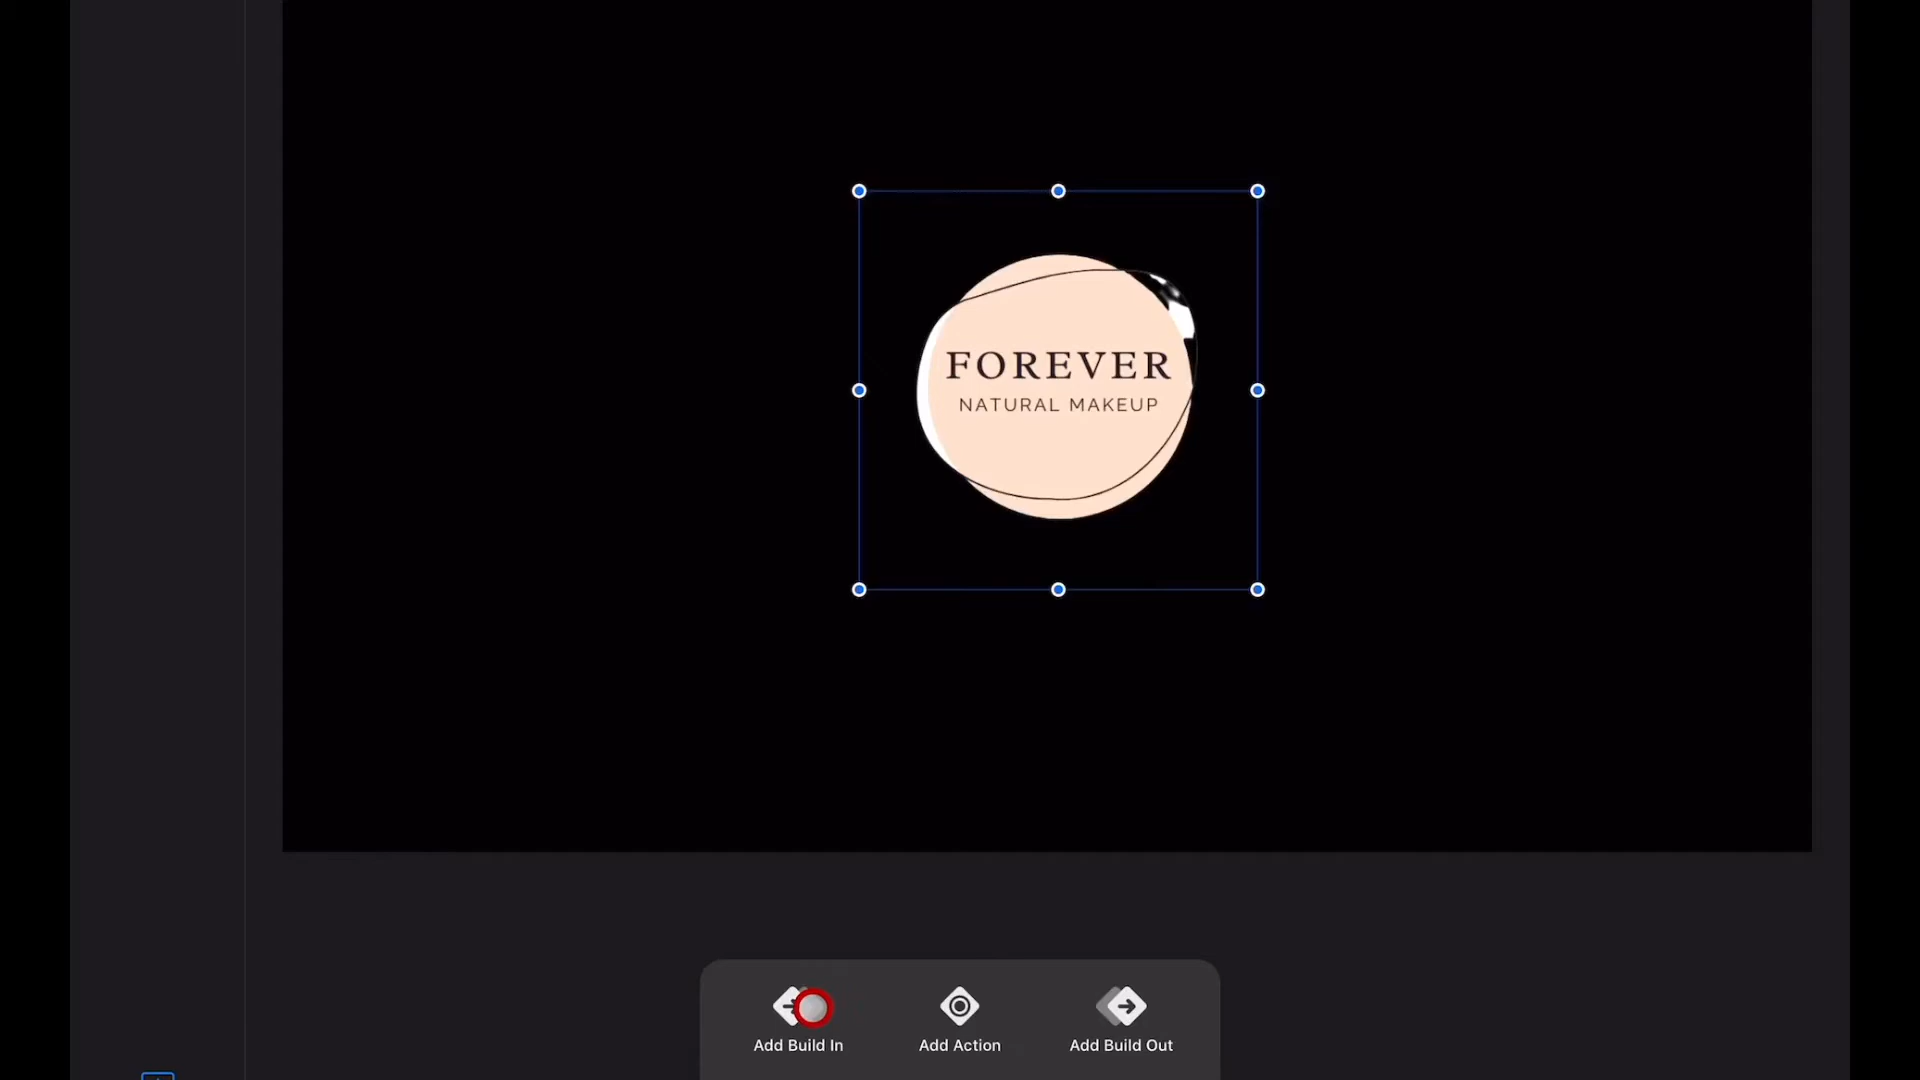 FOREVER
NATURAL MAKEUP
Add Build In
Add Action
Add Build Out